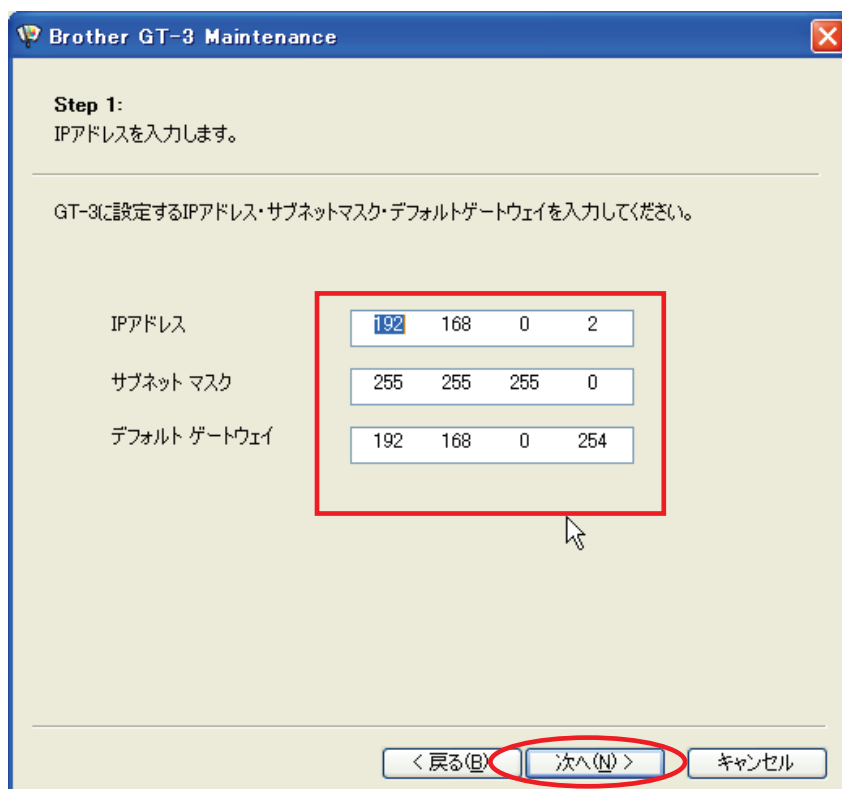 Brother GT-3 Maintenance
Step 1:
IPアドレスを入力します。
GT-3に設定するIPアドレス・サブネットマスク・デフォルトゲートウェイを入力してください。
IPアドレス 192 168 0 2
サブネット マスク 255 255 255 0
デフォルト ゲートウェイ 192 168 0 254
< 戻る(B) 次へ(N) > キャンセル